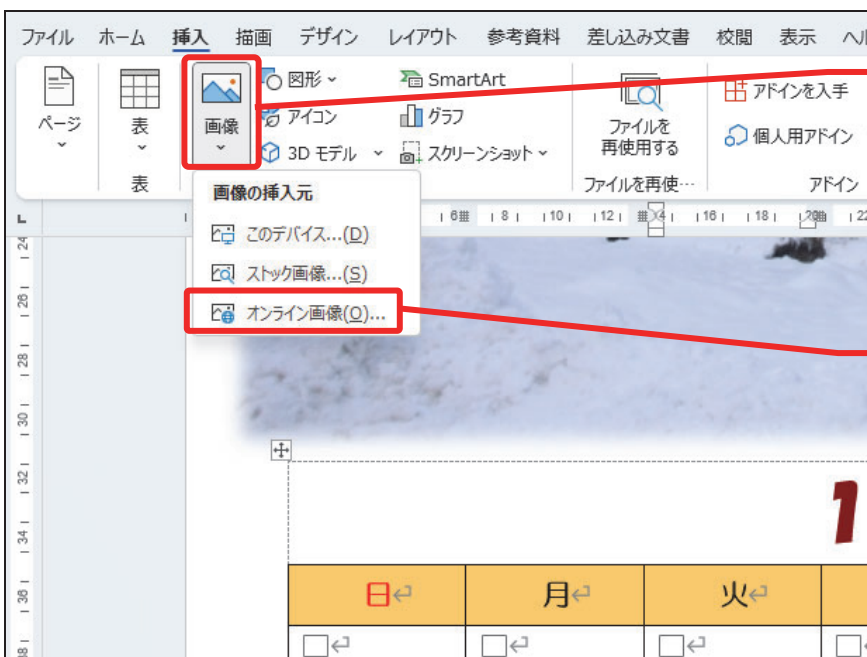 ファイル ホーム 挿入 描画 デザイン レイアウト 参考資料 差し込み文書 校閲 表示
ページ
表
表
画像
図形
アイコン
3D モデル
SmartArt
グラフ
スクリーンショット
ファイルを
再使用する
ファイルを再使…
アドインを入手
個人用アドイン
アドイン
画像の挿入元
このデバイス...(D)
ストック画像...(S)
オンライン画像(O)...
6 8 10 12 14 16 18 20 22
24
26
28
30
32
34
36
38
1
日 月 火